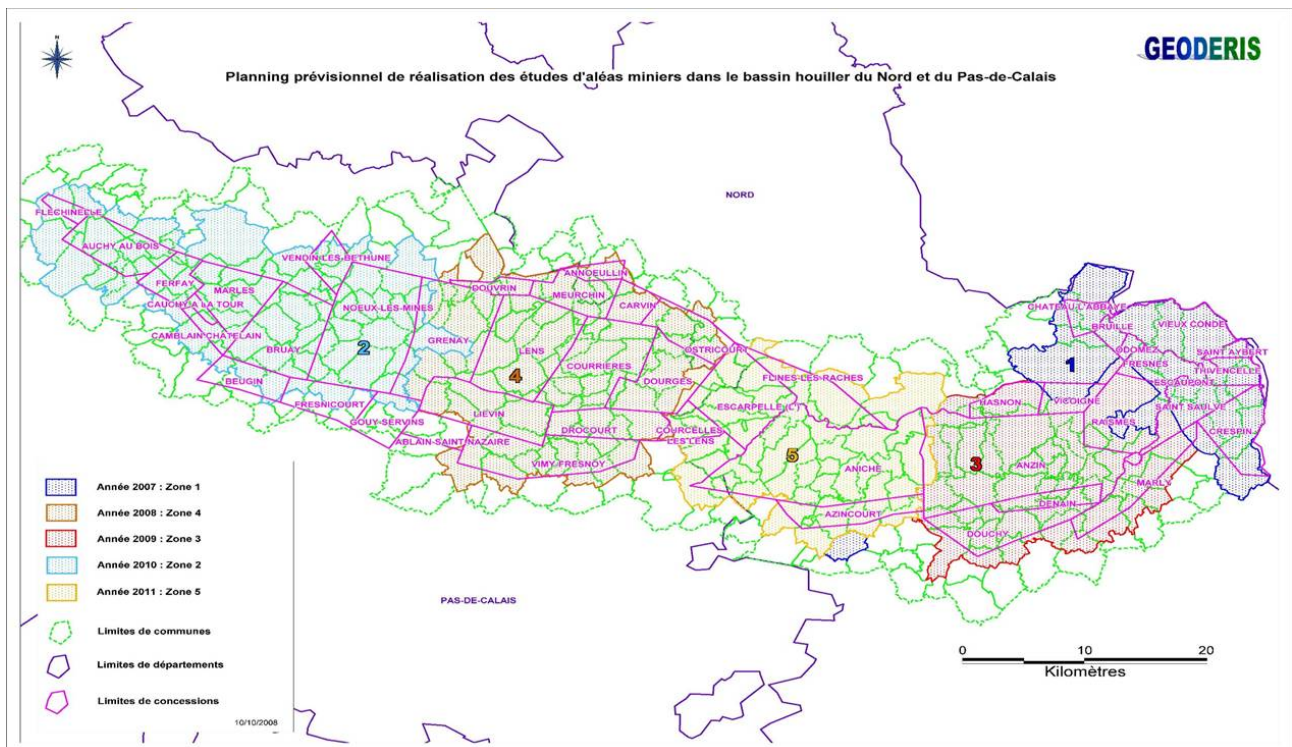 N
GEODERIS
Planning prévisionnel de réalisation des études d'aléas miniers dans le bassin houiller du Nord et du Pas-de-Calais
NORD
FLECHINELLE
AUCHY AU BOIS
VENDIN LES BETHUNE
FERFAY
MARLES
CAUCHY A LA TOUR
NOEUX-LES-MINES
CAMBLAIN CHATELAIN
BRUAY
2
BEUGIN
FRESNICOURT
GOUY-SERVINS
ABLAIN-SAINT-NAZAIRE
GRENAY
DOUVRIN
ANNOEULLIN
MEURCHIN
CARVIN
LENS
COURRIERES
OSTRICOURT
4
DOURGES
LIEVIN
DROCOURT
COURCELLES
LES LENS
VIMY FRESNOY
FLINES LES RACHES
ESCARPELLE (L')
5
ANICHE
AZINCOURT
CHATEAU L'ABBAYE
BRUILLE
VIEUX CONDE
1
ODOMEZ
FRESNES
SAINT AYBERT
THIVENCELLE
ESCAUPONT
HASNON
VICOIGNE
SAINT SAULVE
RAISMES
CRESPIN
3
ANZIN
MARLY
DENAIN
DOUCHY
PAS-DE-CALAIS
Année 2007 : Zone 1
Année 2008 : Zone 4
Année 2009 : Zone 3
Année 2010 : Zone 2
Année 2011 : Zone 5
Limites de communes
Limites de départements
Limites de concessions
10/10/2008
0 10 20
Kilomètres